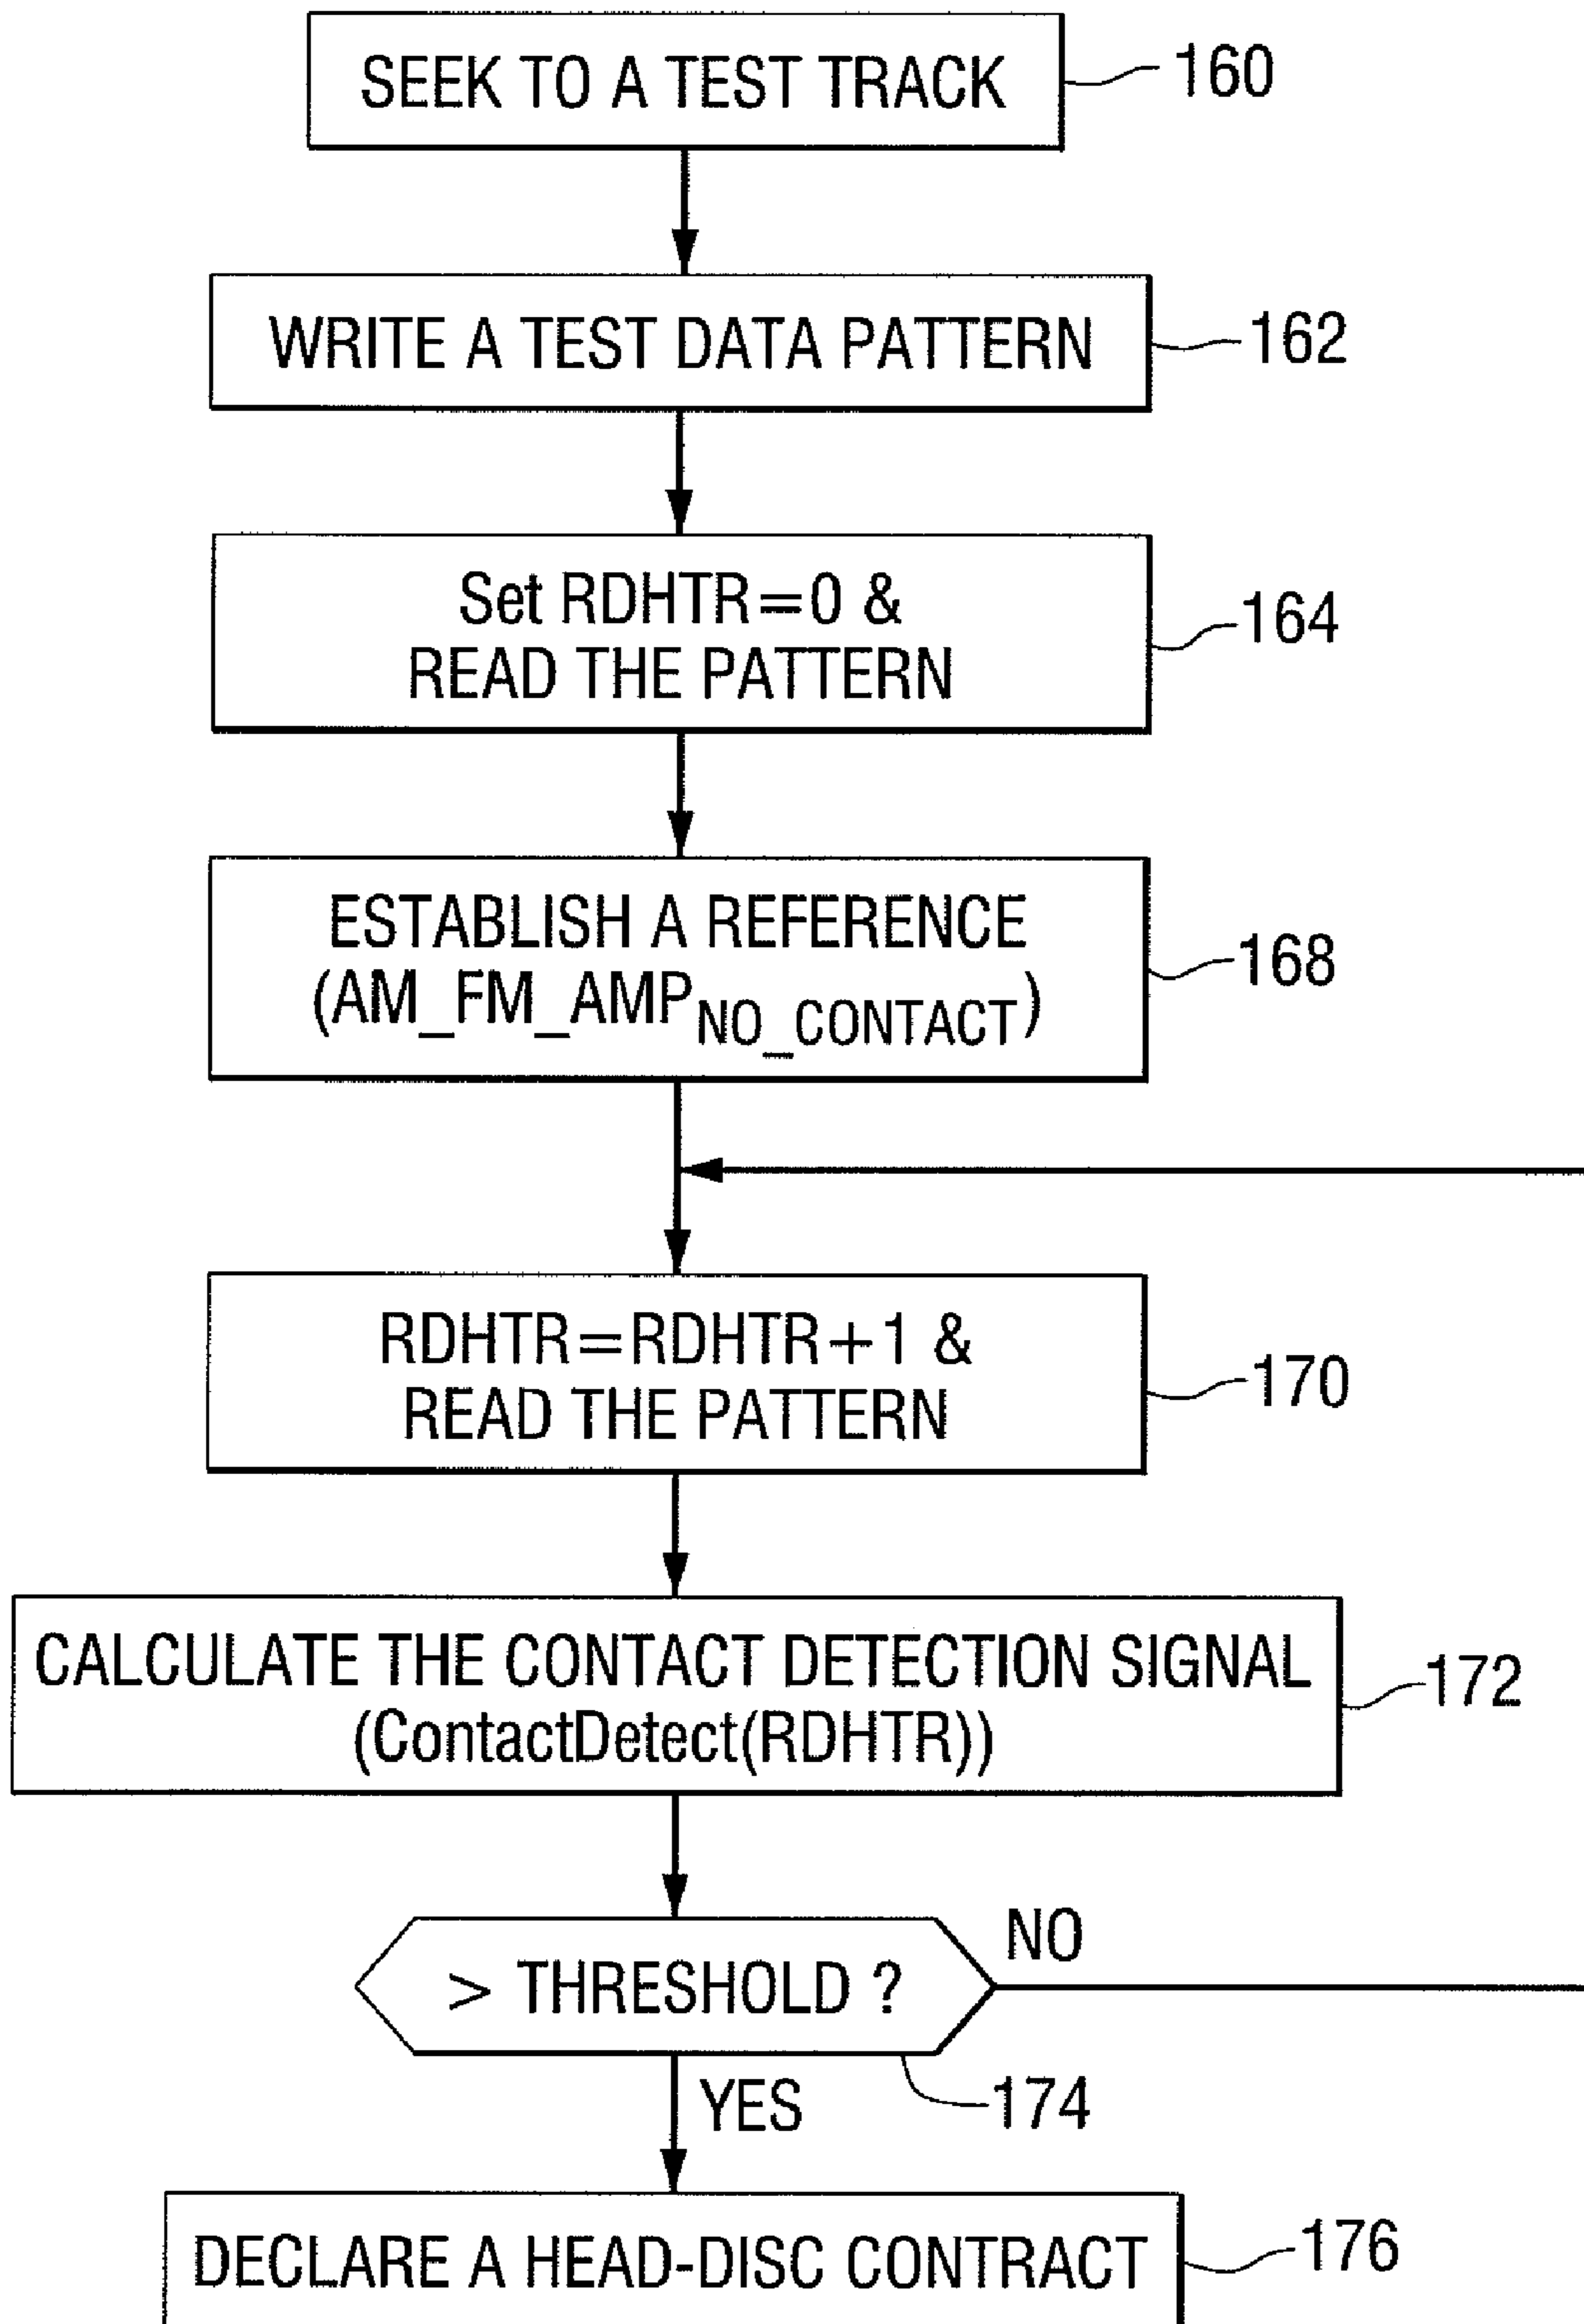 SEEK TO A TEST TRACK
160
WRITE A TEST DATA PATTERN
162
Set RDHTR=0 &
READ THE PATTERN
164
ESTABLISH A REFERENCE
(AM_FM_AMP NO_CONTACT)
168
RDHTR=RDHTR+1 &
READ THE PATTERN
170
CALCULATE THE CONTACT DETECTION SIGNAL
(ContactDetect(RDHTR))
172
> THRESHOLD ?
NO
174
YES
DECLARE A HEAD-DISC CONTRACT
176